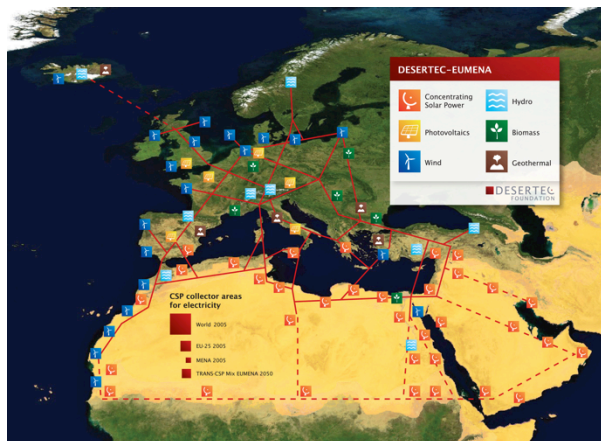 DESERTEC–EUMENA
Concentrating
Solar Power
Hydro
Photovoltaics
Biomass
Wind
Geothermal
DESERTEC
FOUNDATION
CSP collector areas
for electricity
World 2005
EU-25 2005
MENA 2005
TRANS-CSP Mix EUMENA 2050